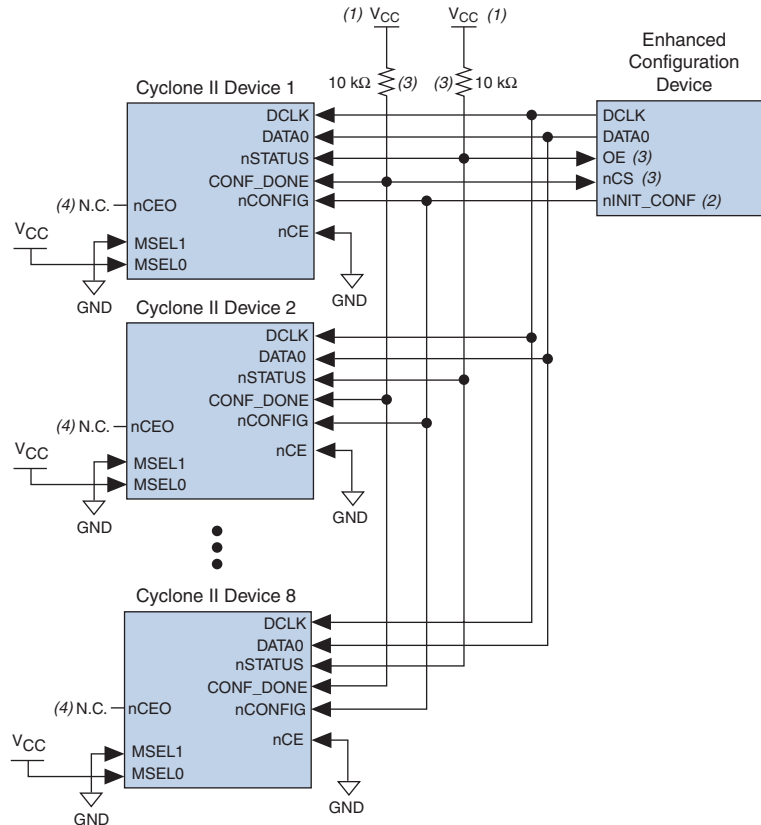 (1) VCC
VCC (1)
10 kΩ (3)
(3) 10 kΩ
Enhanced
Configuration
Device
DCLK
DATA0
OE (3)
nCS (3)
nINIT_CONF (2)
Cyclone II Device 1
DCLK
DATA0
nSTATUS
CONF_DONE
nCONFIG
(4) N.C.
nCEO
nCE
VCC
MSEL1
MSEL0
GND
GND
Cyclone II Device 2
DCLK
DATA0
nSTATUS
CONF_DONE
nCONFIG
(4) N.C.
nCEO
nCE
VCC
MSEL1
MSEL0
GND
GND
Cyclone II Device 8
DCLK
DATA0
nSTATUS
CONF_DONE
nCONFIG
(4) N.C.
nCEO
nCE
VCC
MSEL1
MSEL0
GND
GND